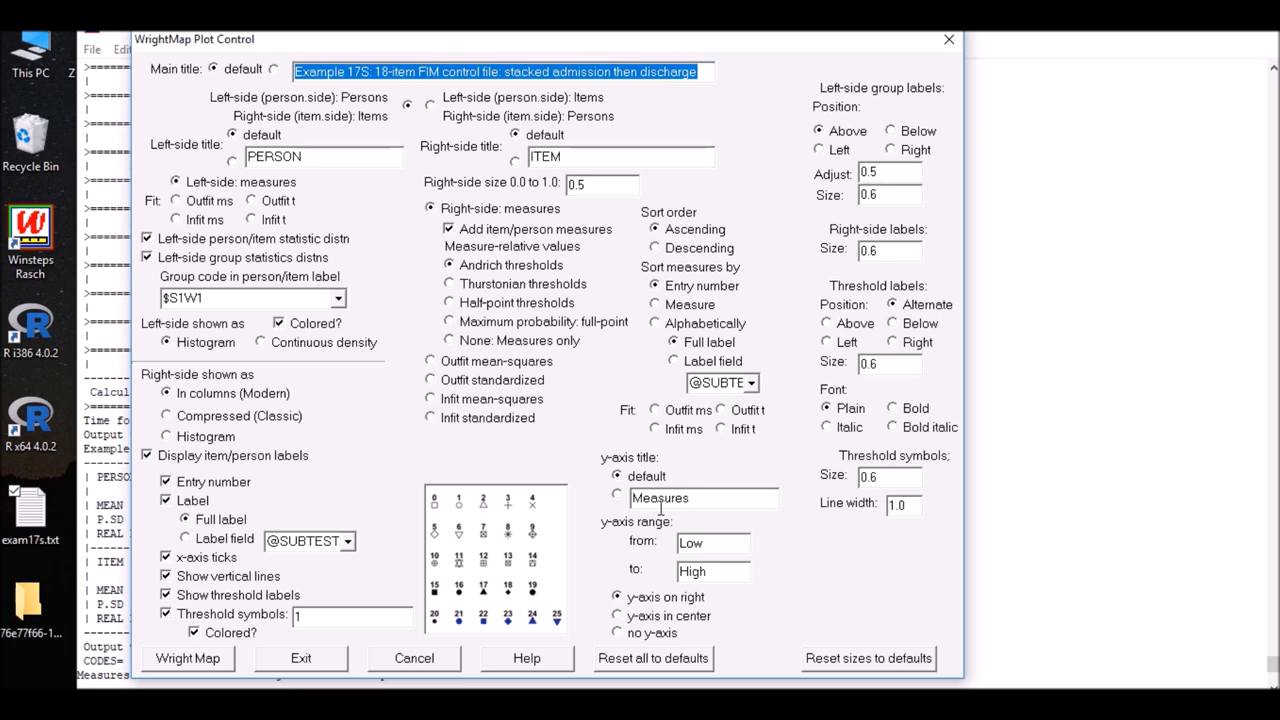 This PC
Z
Recycle Bin
Winsteps
Rasch
R i386 4.0.2
R x64 4.0.2
exam17s.txt
76e77f66-1...
File
Edi
Calcul
Time fo
Output
Example
PERSO
MEAN
P.SD
REAL
ITEM
MEAN
P.SD
REAL
Output
CODES=
Measures
WrightMap Plot Control
Main title: default Example 17S: 18-item FIM control file: stacked admission then discharge
Left-side (person.side): Persons
Right-side (item.side): Items
Left-side (person.side): Items
Right-side (item.side): Persons
Left-side title: default
PERSON
Right-side title: default
ITEM
Left-side: measures
Fit: Outfit ms Outfit t
Infit ms Infit t
Left-side person/item statistic distn
Left-side group statistics distns
Group code in person/item label
$S1W1
Left-side shown as Colored?
Histogram Continuous density
Right-side shown as
In columns (Modern)
Compressed (Classic)
Histogram
Display item/person labels
Entry number
Label
Full label
Label field @SUBTEST
x-axis ticks
Show vertical lines
Show threshold labels
Threshold symbols: 1
Colored?
Right-side size 0.0 to 1.0: 0.5
Right-side: measures
Add item/person measures
Measure-relative values
Andrich thresholds
Thurstonian thresholds
Half-point thresholds
Maximum probability: full-point
None: Measures only
Outfit mean-squares
Outfit standardized
Infit mean-squares
Infit standardized
0 1 2 3 4
5 6 7 8 9
10 11 12 13 14
15 16 17 18 19
20 21 22 23 24 25
Sort order
Ascending
Descending
Sort measures by
Entry number
Measure
Alphabetically
Full label
Label field
@SUBTE
Fit: Outfit ms Outfit t
Infit ms Infit t
y-axis title:
default
Measures
y-axis range:
from: Low
to: High
y-axis on right
y-axis in center
no y-axis
Left-side group labels:
Position:
Above Below
Left Right
Adjust: 0.5
Size: 0.6
Right-side labels:
Size: 0.6
Threshold labels:
Position: Alternate
Above Below
Left Right
Size: 0.6
Font:
Plain Bold
Italic Bold italic
Threshold symbols;
Size: 0.6
Line width: 1.0
Wright Map Exit Cancel Help Reset all to defaults Reset sizes to defaults